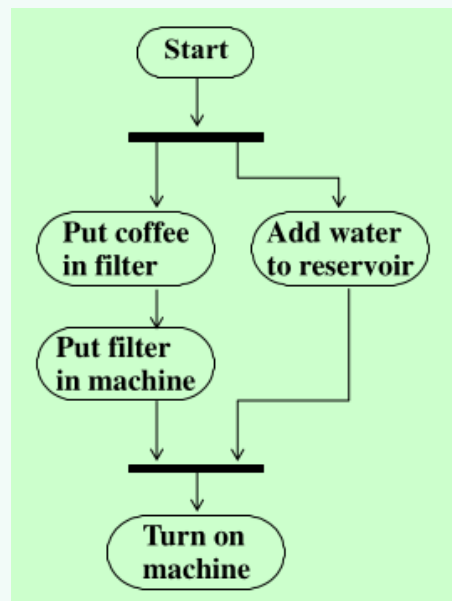 Start
Put coffee
in filter
Add water
to reservoir
Put filter
in machine
Turn on
machine